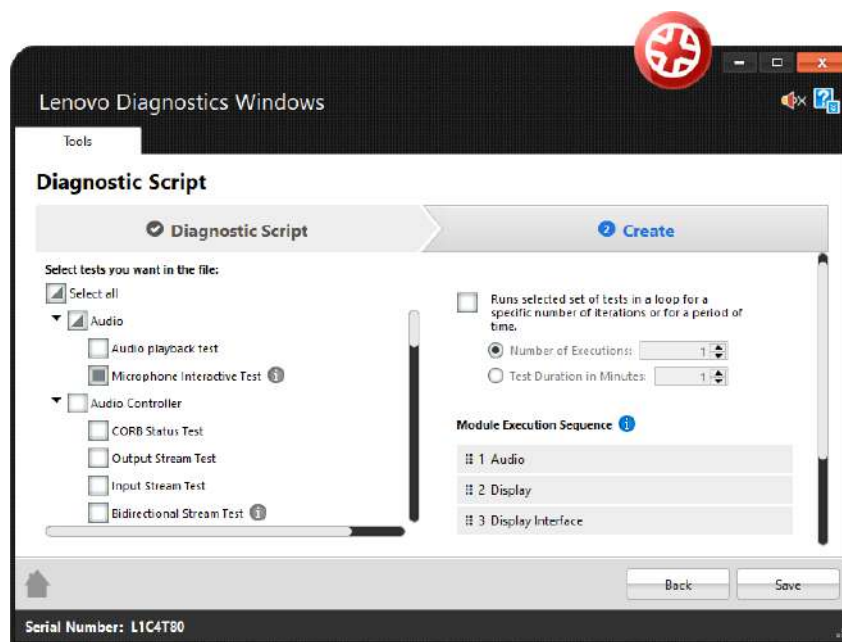 Lenovo Diagnostics Windows
Tools
Diagnostic Script
Diagnostic Script
2 Create
Select tests you want in the file:
Select all
Audio
Audio playback test
Microphone Interactive Test
Audio Controller
CORB Status Test
Output Stream Test
Input Stream Test
Bidirectional Stream Test
Runs selected set of tests in a loop for a
specific number of iterations or for a period of
time.
Number of Executions: 1
Test Duration in Minutes: 1
Module Execution Sequence
1 Audio
2 Display
3 Display Interface
Back
Save
Serial Number: L1C4T80